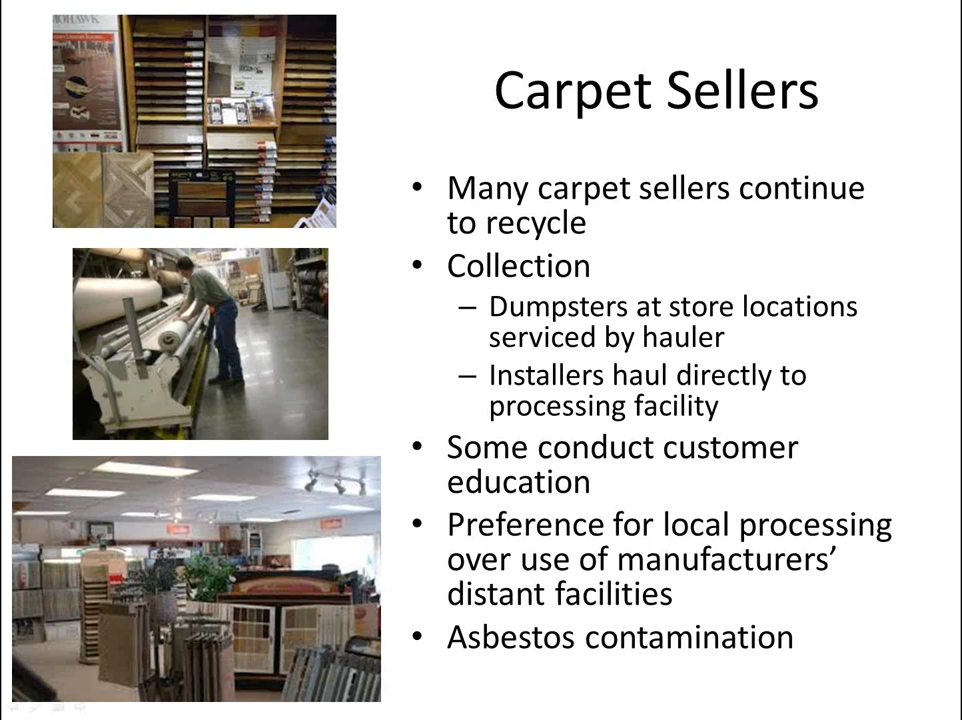 MOHAWK
Carpet Sellers
• Many carpet sellers continue
to recycle
• Collection
– Dumpsters at store locations
serviced by hauler
– Installers haul directly to
processing facility
• Some conduct customer
education
• Preference for local processing
over use of manufacturers’
distant facilities
• Asbestos contamination